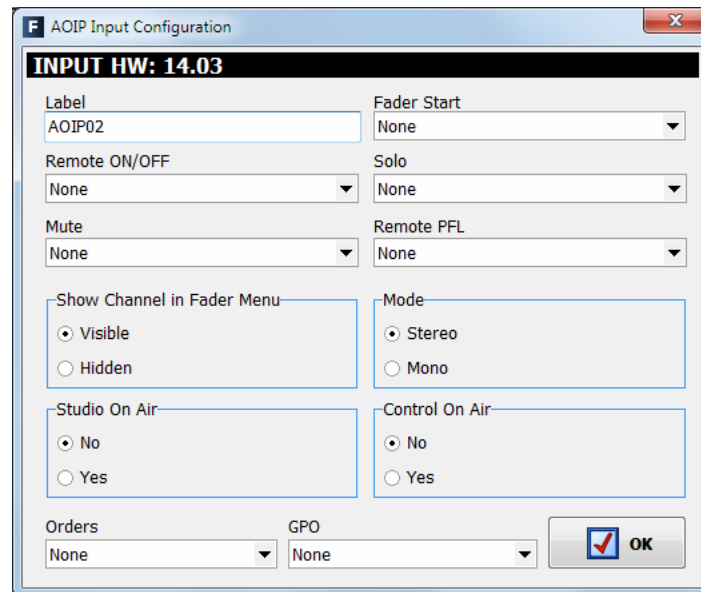 F AOIP Input Configuration
INPUT HW: 14.03
Label Fader Start
AOIP02 None
Remote ON/OFF Solo
None None
Mute Remote PFL
None None
Show Channel in Fader Menu Mode
Visible Stereo
Hidden Mono
Studio On Air Control On Air
No No
Yes Yes
Orders GPO
None None OK